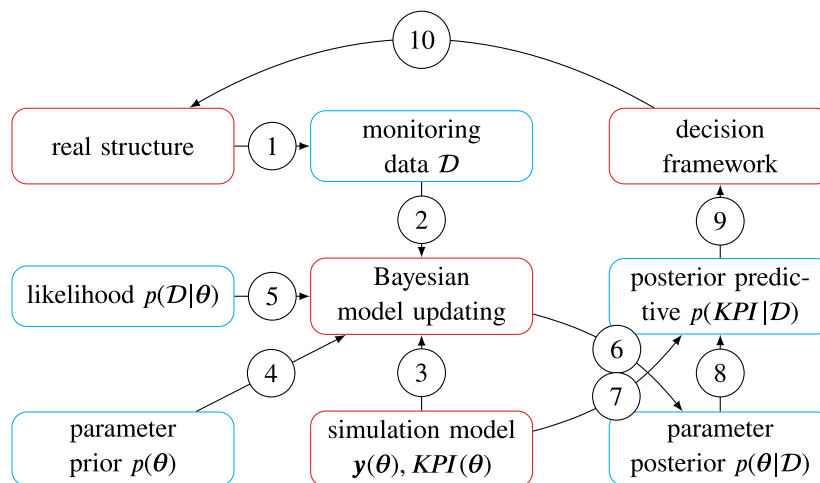 10
real structure
1
monitoring
data 𝒟
decision
framework
2
9
likelihood p(𝒟|θ)
5
Bayesian
model updating
posterior predic-
tive p(KPI|𝒟)
6
4
3
7
8
parameter
prior p(θ)
simulation model
y(θ), KPI(θ)
parameter
posterior p(θ|𝒟)